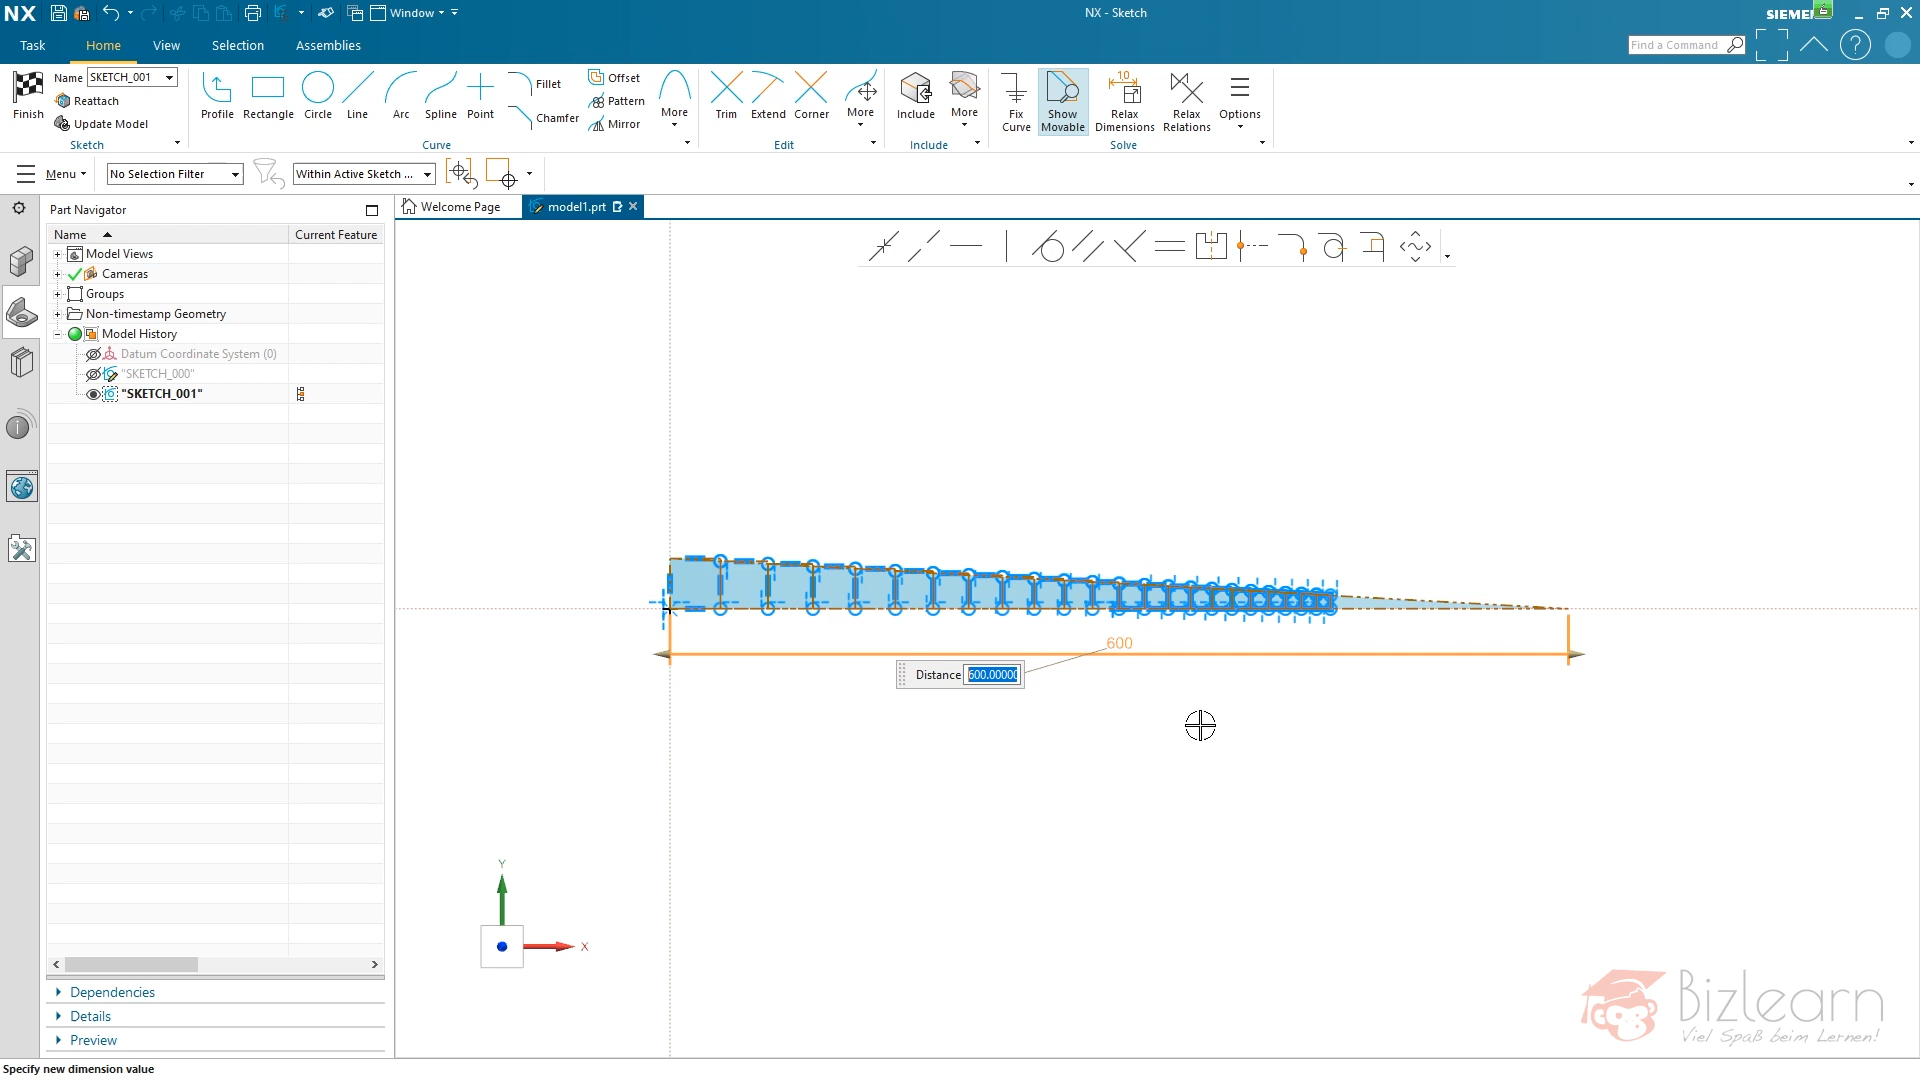 NX
Window
NX - Sketch
SIEME
Task
Home
View
Selection
Assemblies
Find a Command
Finish
Name
SKETCH_001
Reattach
Update Model
Sketch
Profile
Rectangle
Circle
Line
Arc
Spline
Point
Fillet
Chamfer
Offset
Pattern
Mirror
More
Curve
Trim
Extend
Corner
More
Edit
Include
More
Include
Fix
Curve
Show
Movable
1,0
Relax
Dimensions
Relax
Relations
Options
Solve
Menu
No Selection Filter
Within Active Sketch ...
Part Navigator
Welcome Page
model1.prt
Name
Current Feature
Model Views
Cameras
Groups
Non-timestamp Geometry
Model History
Datum Coordinate System (0)
"SKETCH_000"
"SKETCH_001"
600
Distance
600.00000
Y
X
Dependencies
Details
Preview
Bizlearn
Viel Spaß beim Lernen!
Specify new dimension value